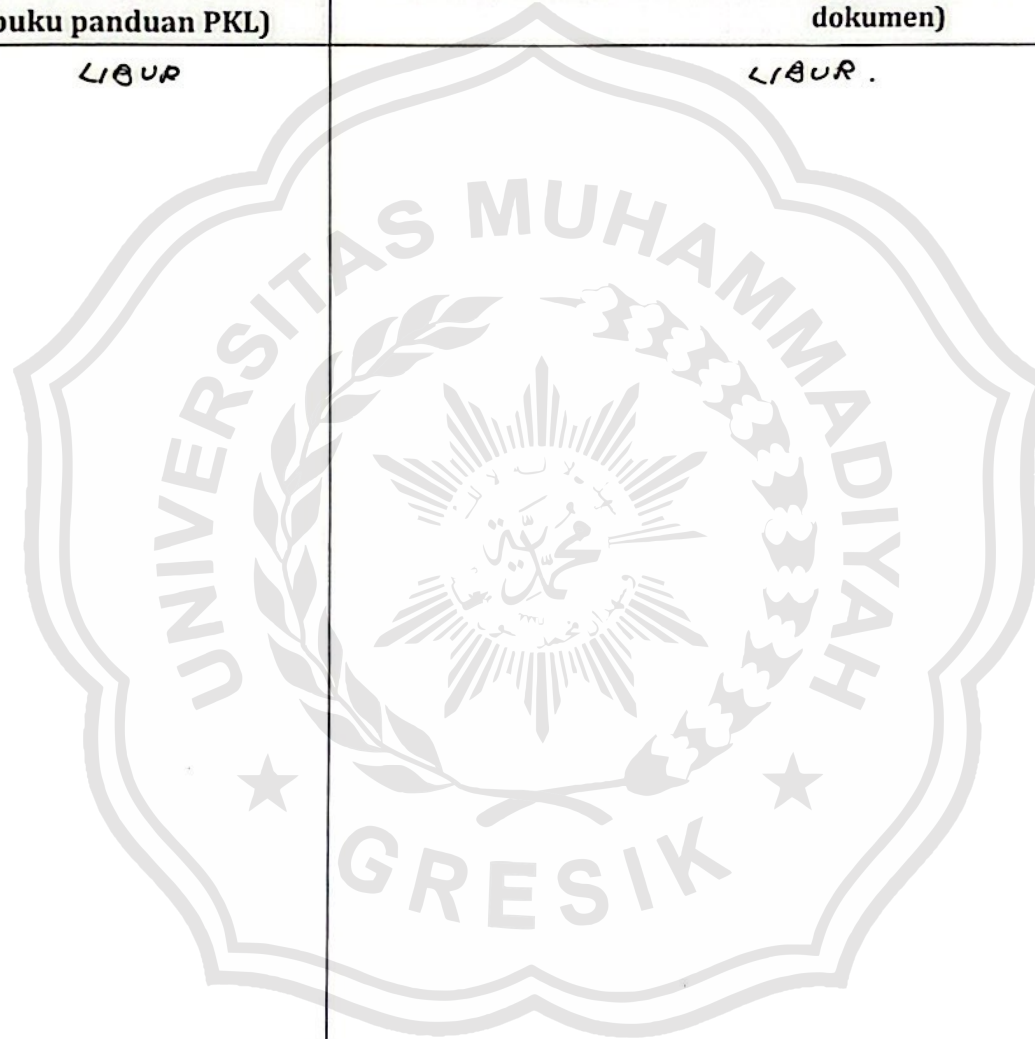 buku panduan PKL)
dokumen)
LIBUR
LIBUR.
UNIVERSITAS MUHAMMADIYAH
GRESIK